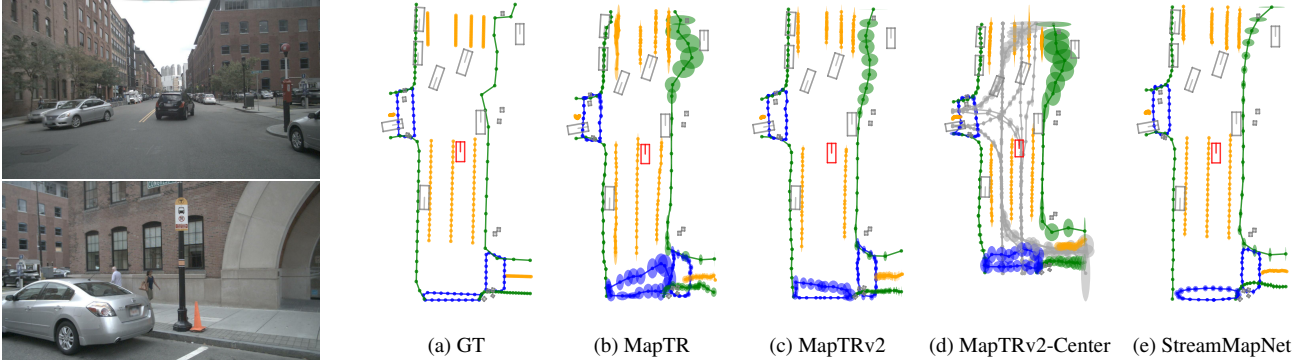 (a) GT
(b) MapTR
(c) MapTRv2
(d) MapTRv2-Center
(e) StreamMapNet